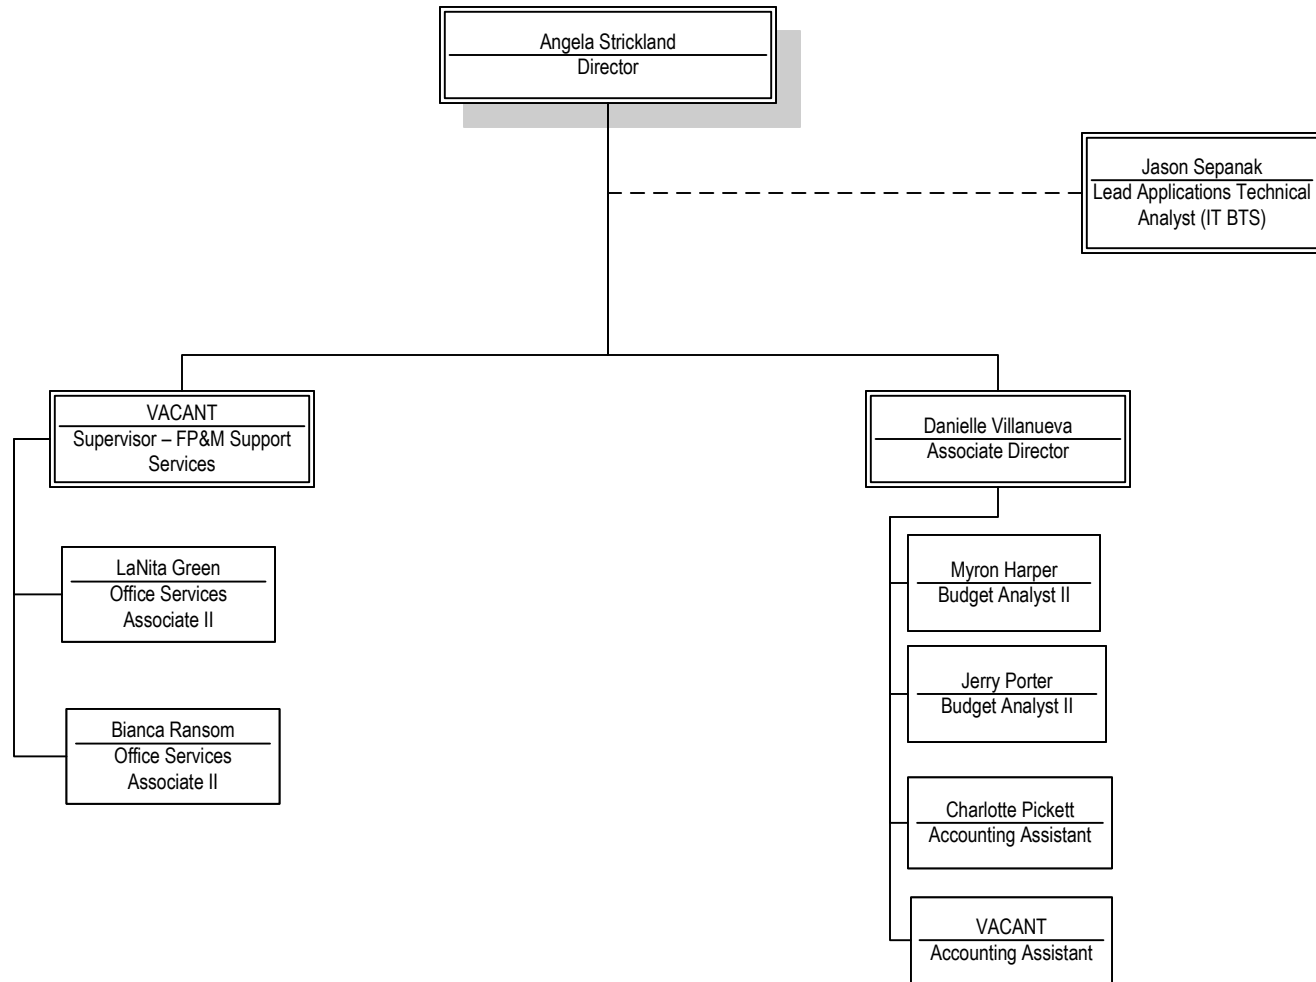 Angela Strickland
Director
Jason Sepanak
Lead Applications Technical
Analyst (IT BTS)
VACANT
Supervisor – FP&M Support
Services
Danielle Villanueva
Associate Director
LaNita Green
Office Services
Associate II
Bianca Ransom
Office Services
Associate II
Myron Harper
Budget Analyst II
Jerry Porter
Budget Analyst II
Charlotte Pickett
Accounting Assistant
VACANT
Accounting Assistant